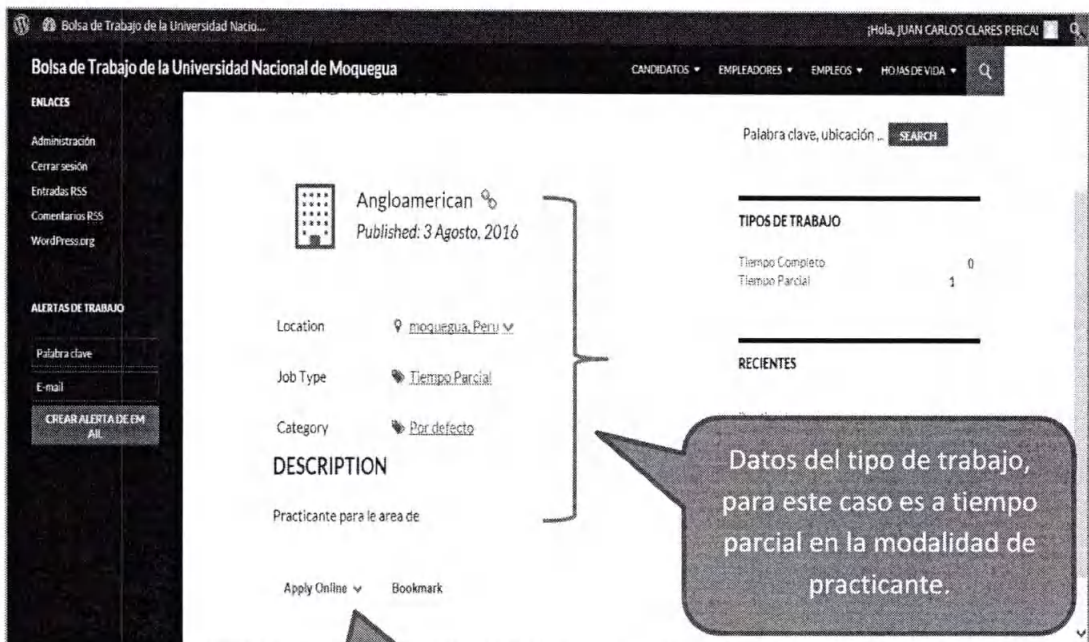 Bolsa de Trabajo de la Universidad Nacio...
¡Hola, JUAN CARLOS CLARES PERCA!
Bolsa de Trabajo de la Universidad Nacional de Moquegua
CANDIDATOS
EMPLEADORES
EMPLEOS
HOJAS DE VIDA
ENLACES
Administración
Cerrar sesión
Entradas RSS
Comentarios RSS
WordPress.org
ALERTAS DE TRABAJO
Palabra clave
E-mail
CREAR ALERTA DE EM
AIL
Angloamerican
Published: 3 Agosto, 2016
Location
moquegua, Peru
Job Type
Tiempo Parcial
Category
Por defecto
DESCRIPTION
Practicante para le area de
Apply Online
Bookmark
Palabra clave, ubicación ...
SEARCH
TIPOS DE TRABAJO
Tiempo Completo 0
Tiempo Parcial 1
RECIENTES
Datos del tipo de trabajo,
para este caso es a tiempo
parcial en la modalidad de
practicante.